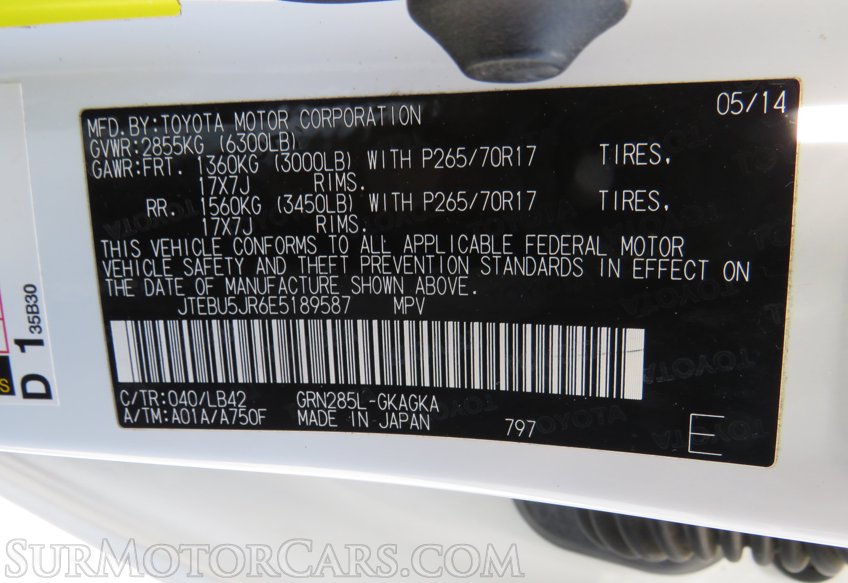 05/14
MFD.BY:TOYOTA MOTOR CORPORATION
GVWR:2855KG (6300LB)
GAWR:FRT. 1360KG (3000LB) WITH P265/70R17 TIRES,
17X7J RIMS.
RR. 1560KG (3450LB) WITH P265/70R17 TIRES,
17X7J RIMS.
THIS VEHICLE CONFORMS TO ALL APPLICABLE FEDERAL MOTOR
VEHICLE SAFETY AND THEFT PREVENTION STANDARDS IN EFFECT ON
THE DATE OF MANUFACTURE SHOWN ABOVE.
JTEBU5JR6E5189587 MPV
C/TR:040/LB42 GRN285L-GKAGKA
A/TM:A01A/A750F MADE IN JAPAN 797 E
S
D 1 35B30
SURMOTORCARS.COM